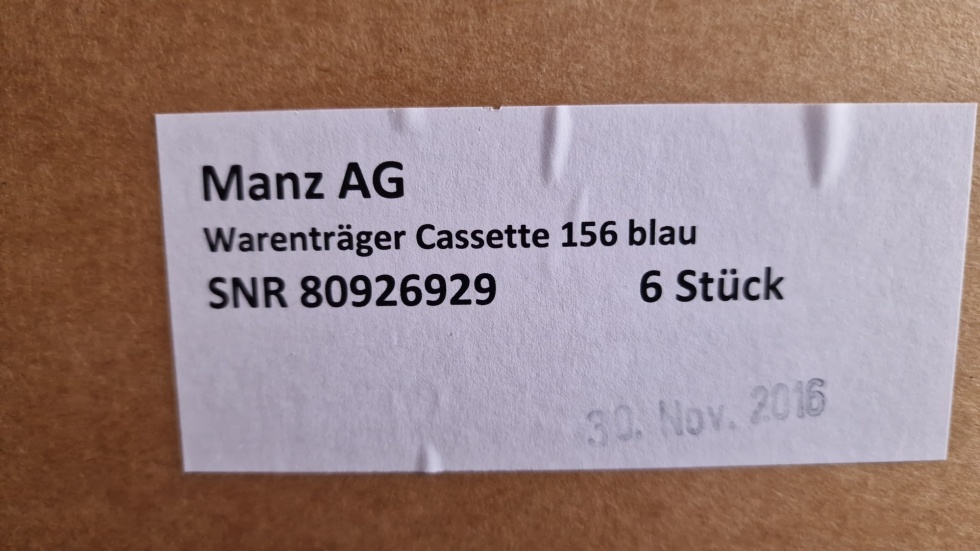 Manz AG
Warenträger Cassette 156 blau
SNR 80926929 6 Stück
30. Nov. 2016